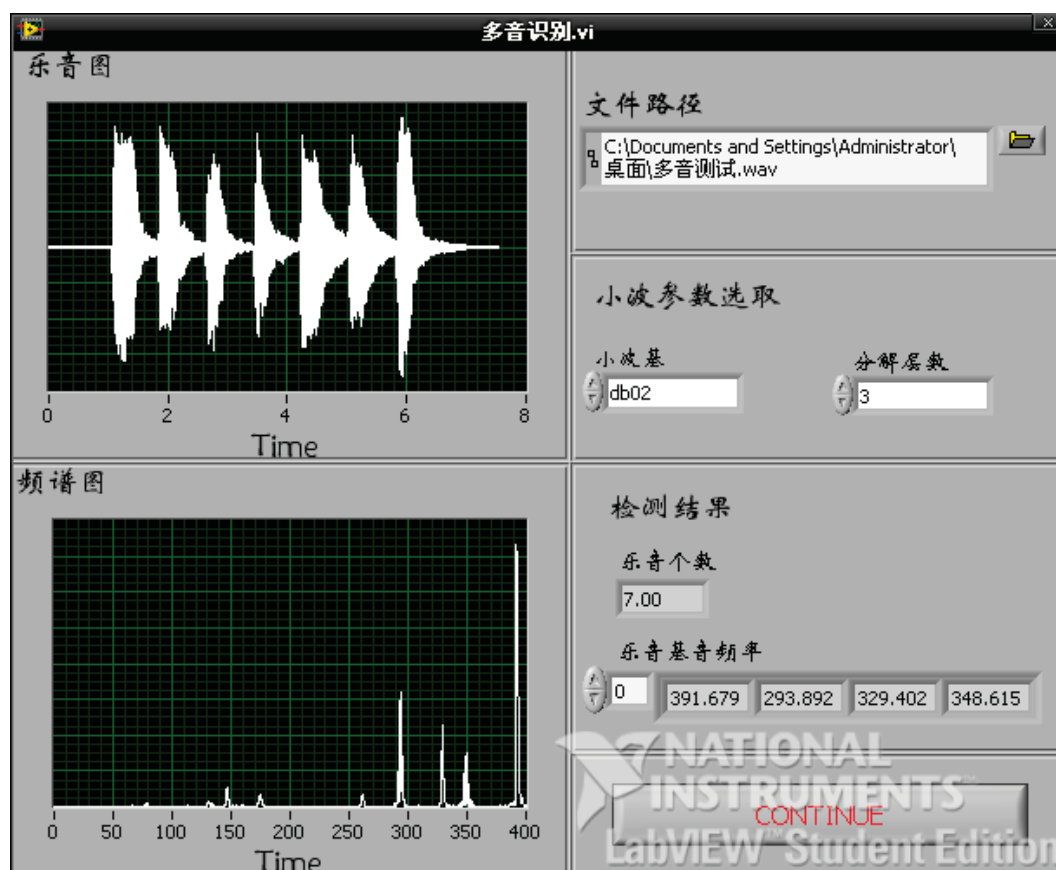 多音识别.vi
乐音图
0 2 4 6 8
Time
频谱图
0 50 100 150 200 250 300 350 400
Time
文件路径
C:\Documents and Settings\Administrator\
桌面\多音测试.wav
小波参数选取
小波基
分解层数
db02
3
检测结果
乐音个数
7.00
乐音基音频率
0 391.679 293.892 329.402 348.615
CONTINUE
NATIONAL
INSTRUMENTS™
LabVIEW™ Student Edition